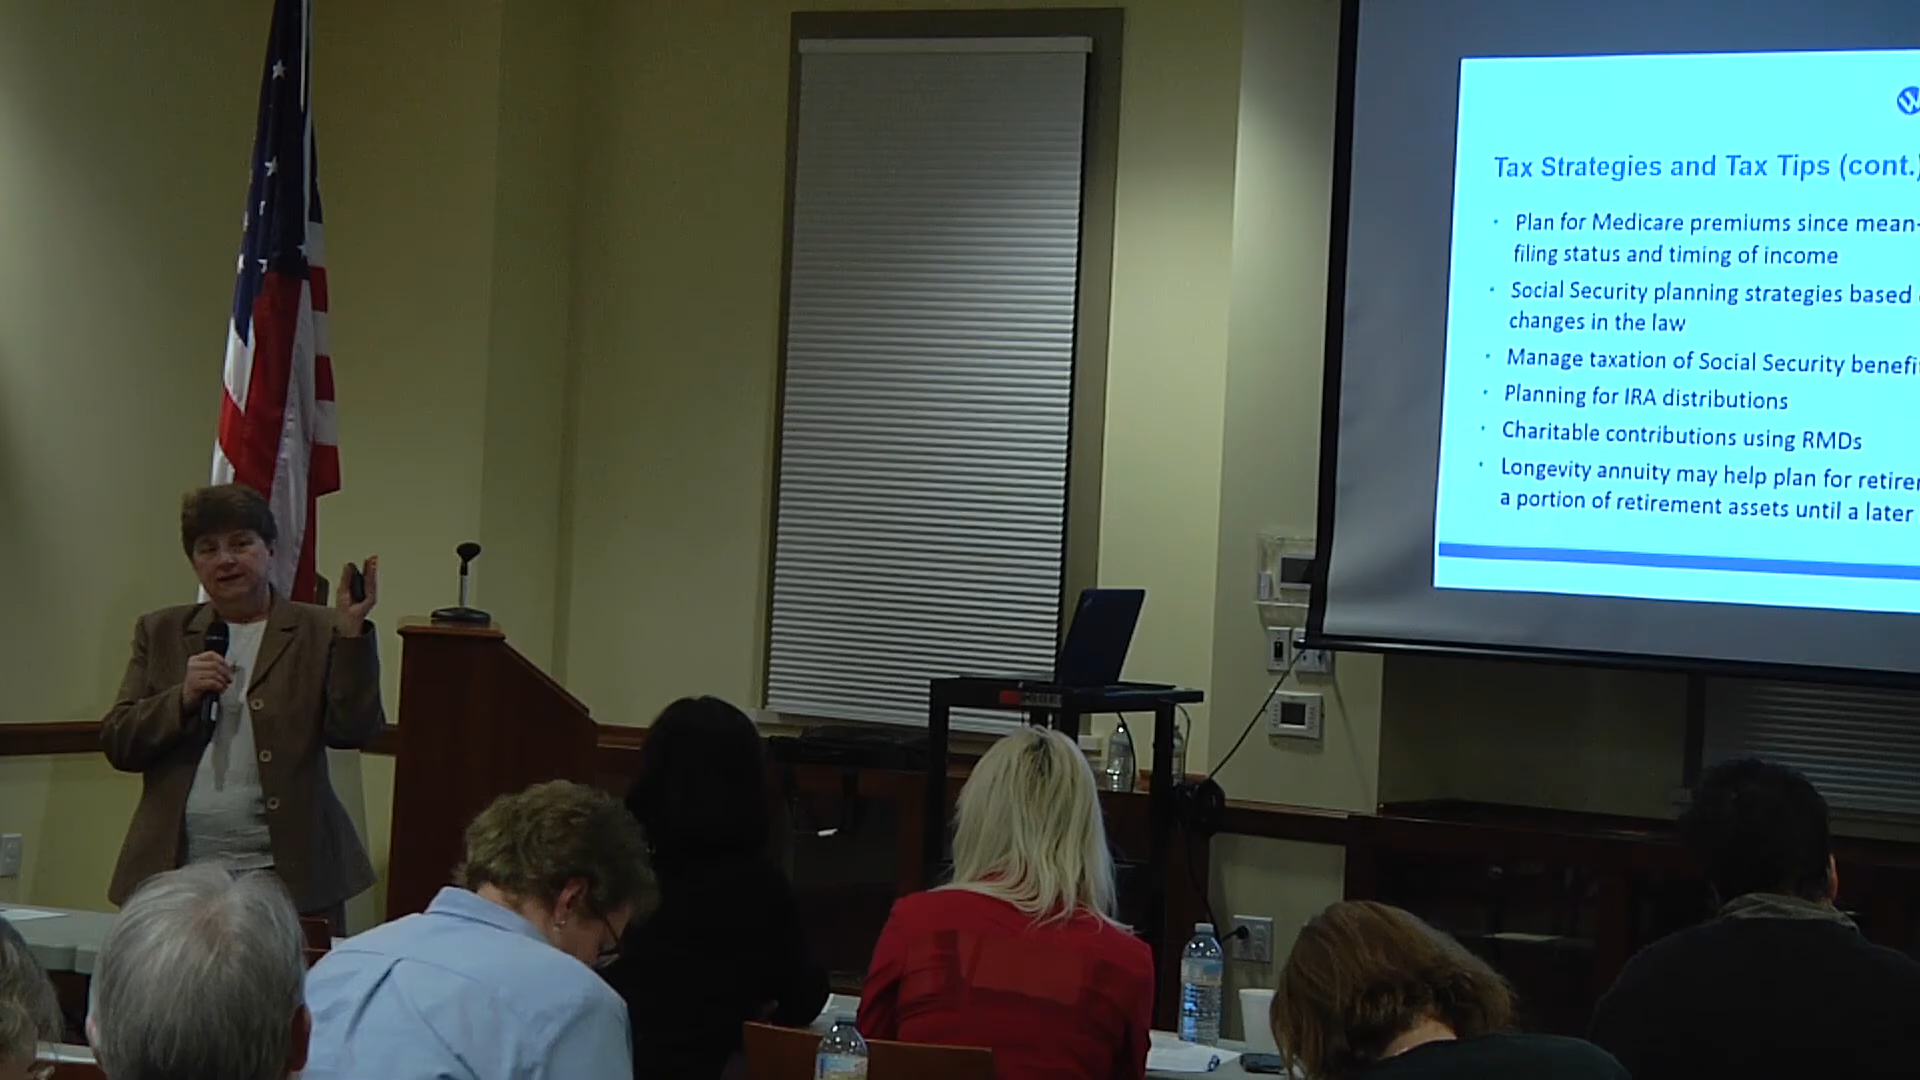 W
Tax Strategies and Tax Tips (cont.)
Plan for Medicare premiums since mean-
filing status and timing of income
Social Security planning strategies based
changes in the law
Manage taxation of Social Security benefi
Planning for IRA distributions
Charitable contributions using RMDs
Longevity annuity may help plan for retire
a portion of retirement assets until a later